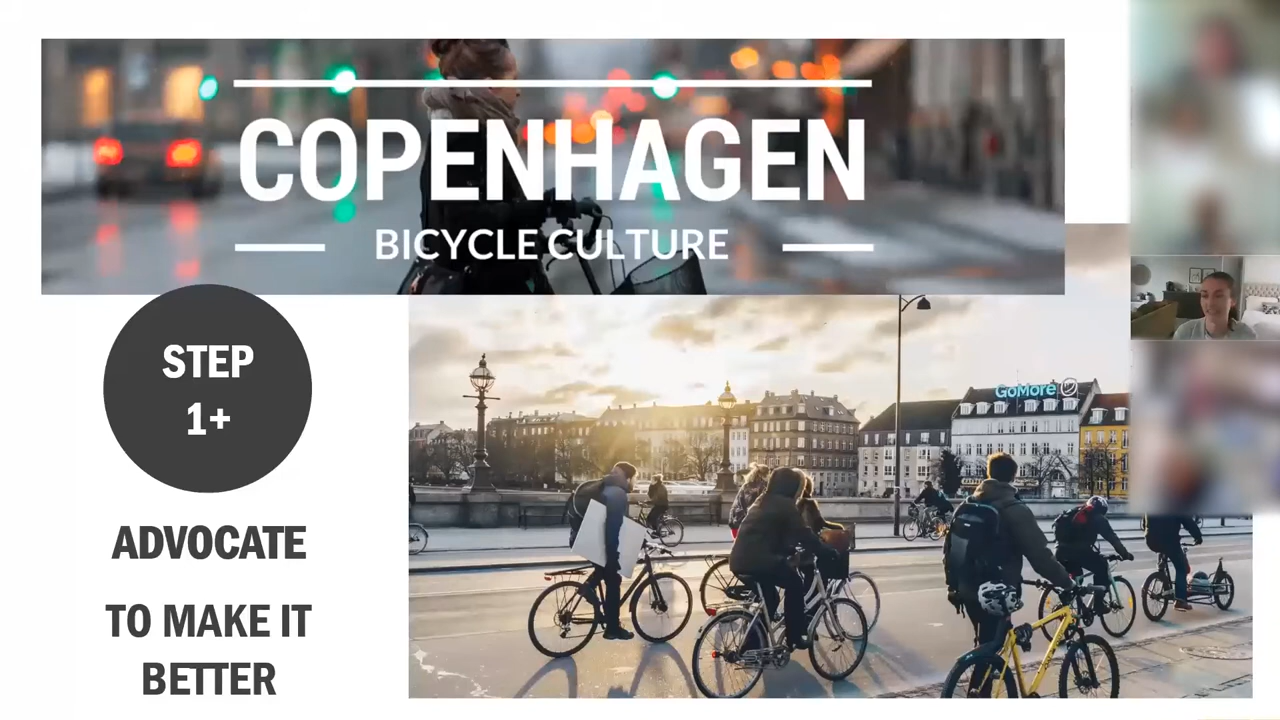 COPENHAGEN
BICYCLE CULTURE
STEP
1+
ADVOCATE
TO MAKE IT
BETTER
GoMore